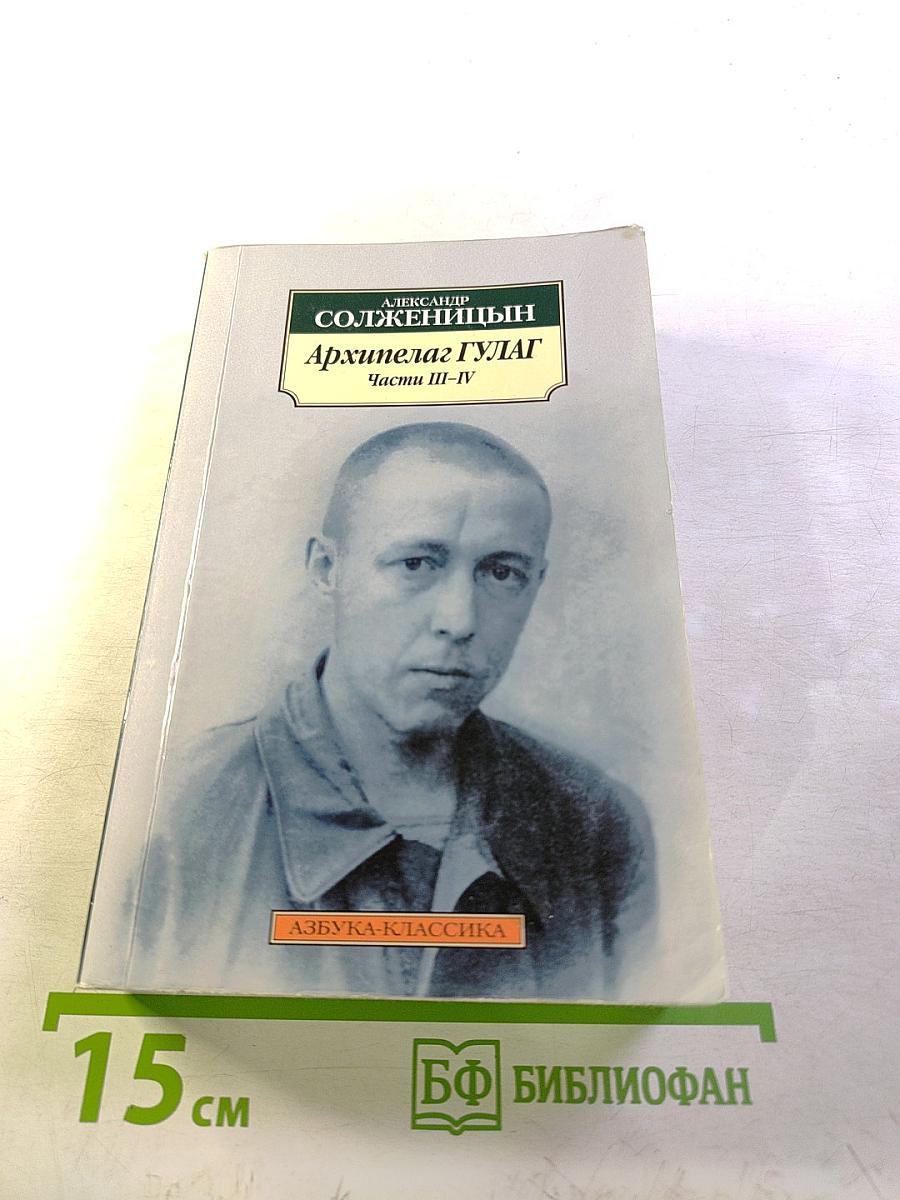 АЛЕКСАНДР
СОЛЖЕНИЦЫН
Архипелаг ГУЛАГ
Части III–IV
АЗБУКА-КЛАССИКА
15 см
БФ БИБЛИОФАН